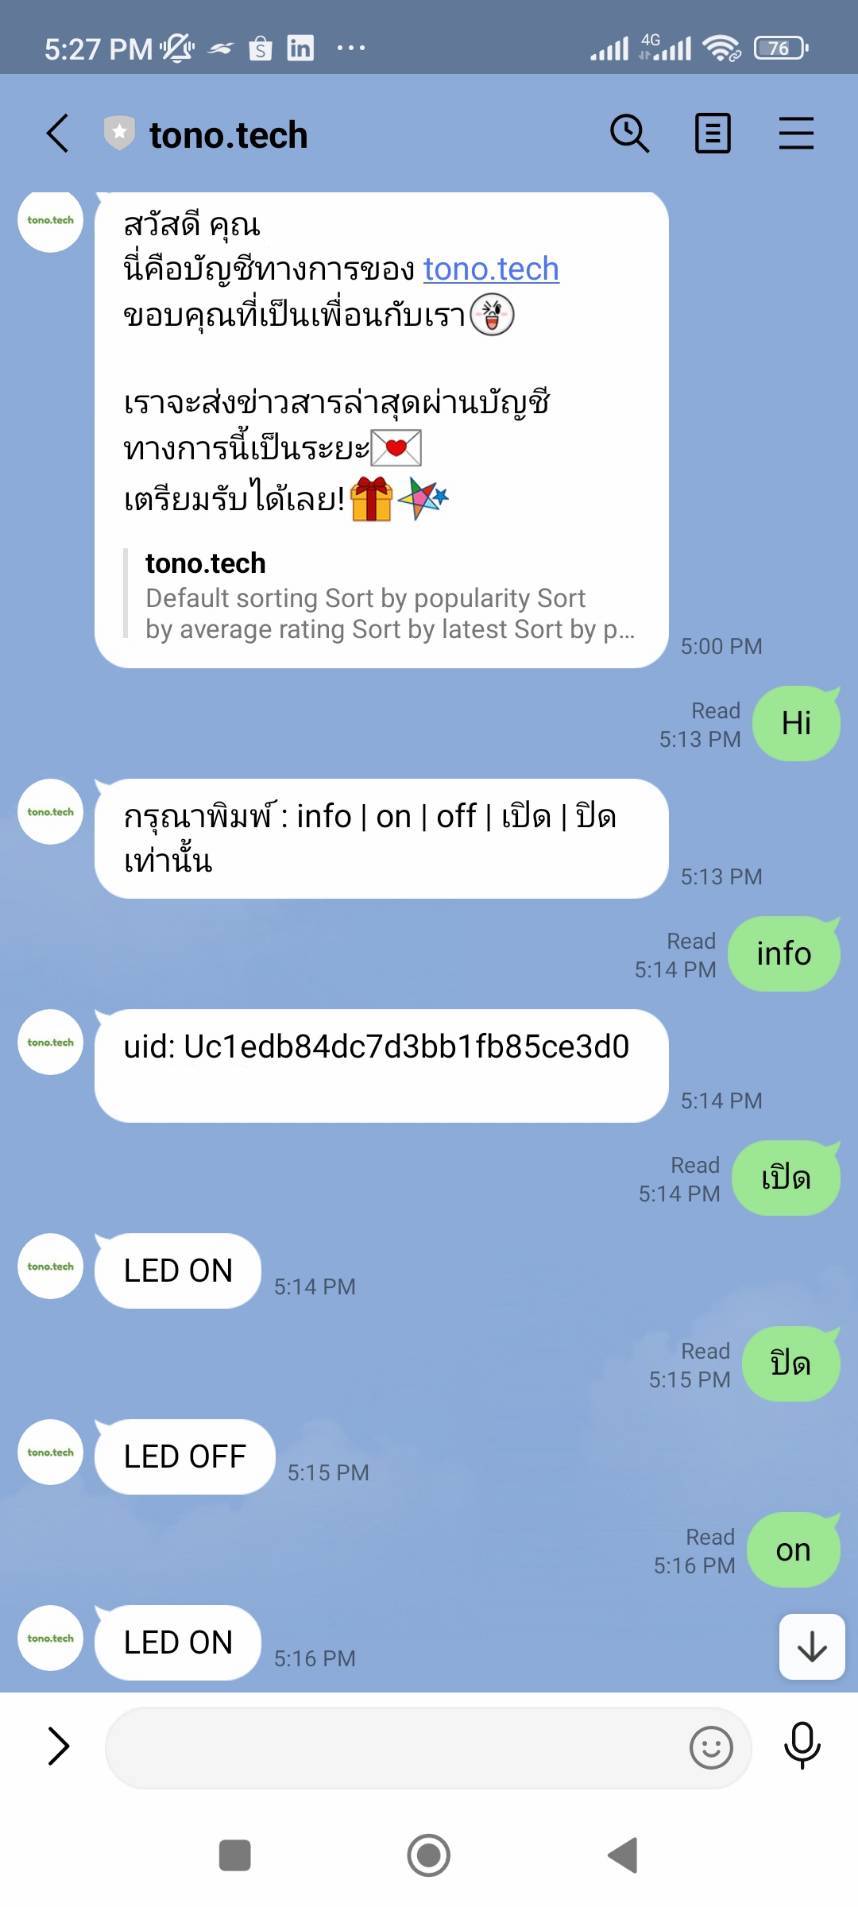 5:27 PM
4G
76
tono.tech
tono.tech
สวัสดี คุณ
นี่คือบัญชีทางการของ tono.tech
ขอบคุณที่เป็นเพื่อนกับเรา
เราจะส่งข่าวสารล่าสุดผ่านบัญชี
ทางการนี้เป็นระยะ
เตรียมรับได้เลย!
tono.tech
Default sorting Sort by popularity Sort
by average rating Sort by latest Sort by p...
5:00 PM
Read
5:13 PM
Hi
tono.tech
กรุณาพิมพ์ : info | on | off | เปิด | ปิด
เท่านั้น
5:13 PM
Read
5:14 PM
info
tono.tech
uid: Uc1edb84dc7d3bb1fb85ce3d0
5:14 PM
Read
5:14 PM
เปิด
tono.tech
LED ON
5:14 PM
Read
5:15 PM
ปิด
tono.tech
LED OFF
5:15 PM
Read
5:16 PM
on
tono.tech
LED ON
5:16 PM